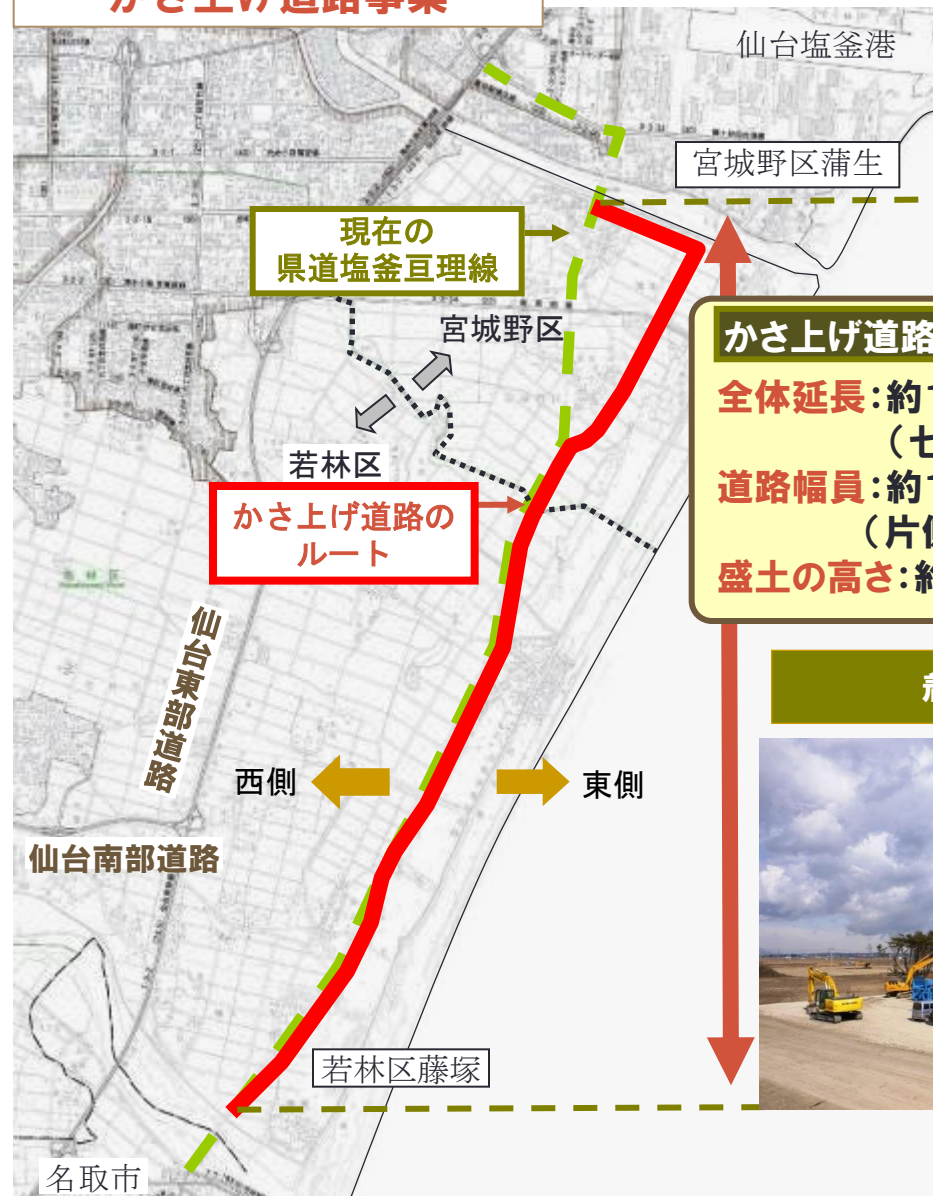 かさ上げ道路事業
仙台塩釜港
宮城野区蒲生
現在の
県道塩釜亘理線
宮城野区
若林区
かさ上げ道路の
ルート
かさ上げ道路
全体延長：約1
（七
道路幅員：約1
（片側
盛土の高さ：約
仙台東部道路
西側
東側
仙台南部道路
若林区藤塚
名取市